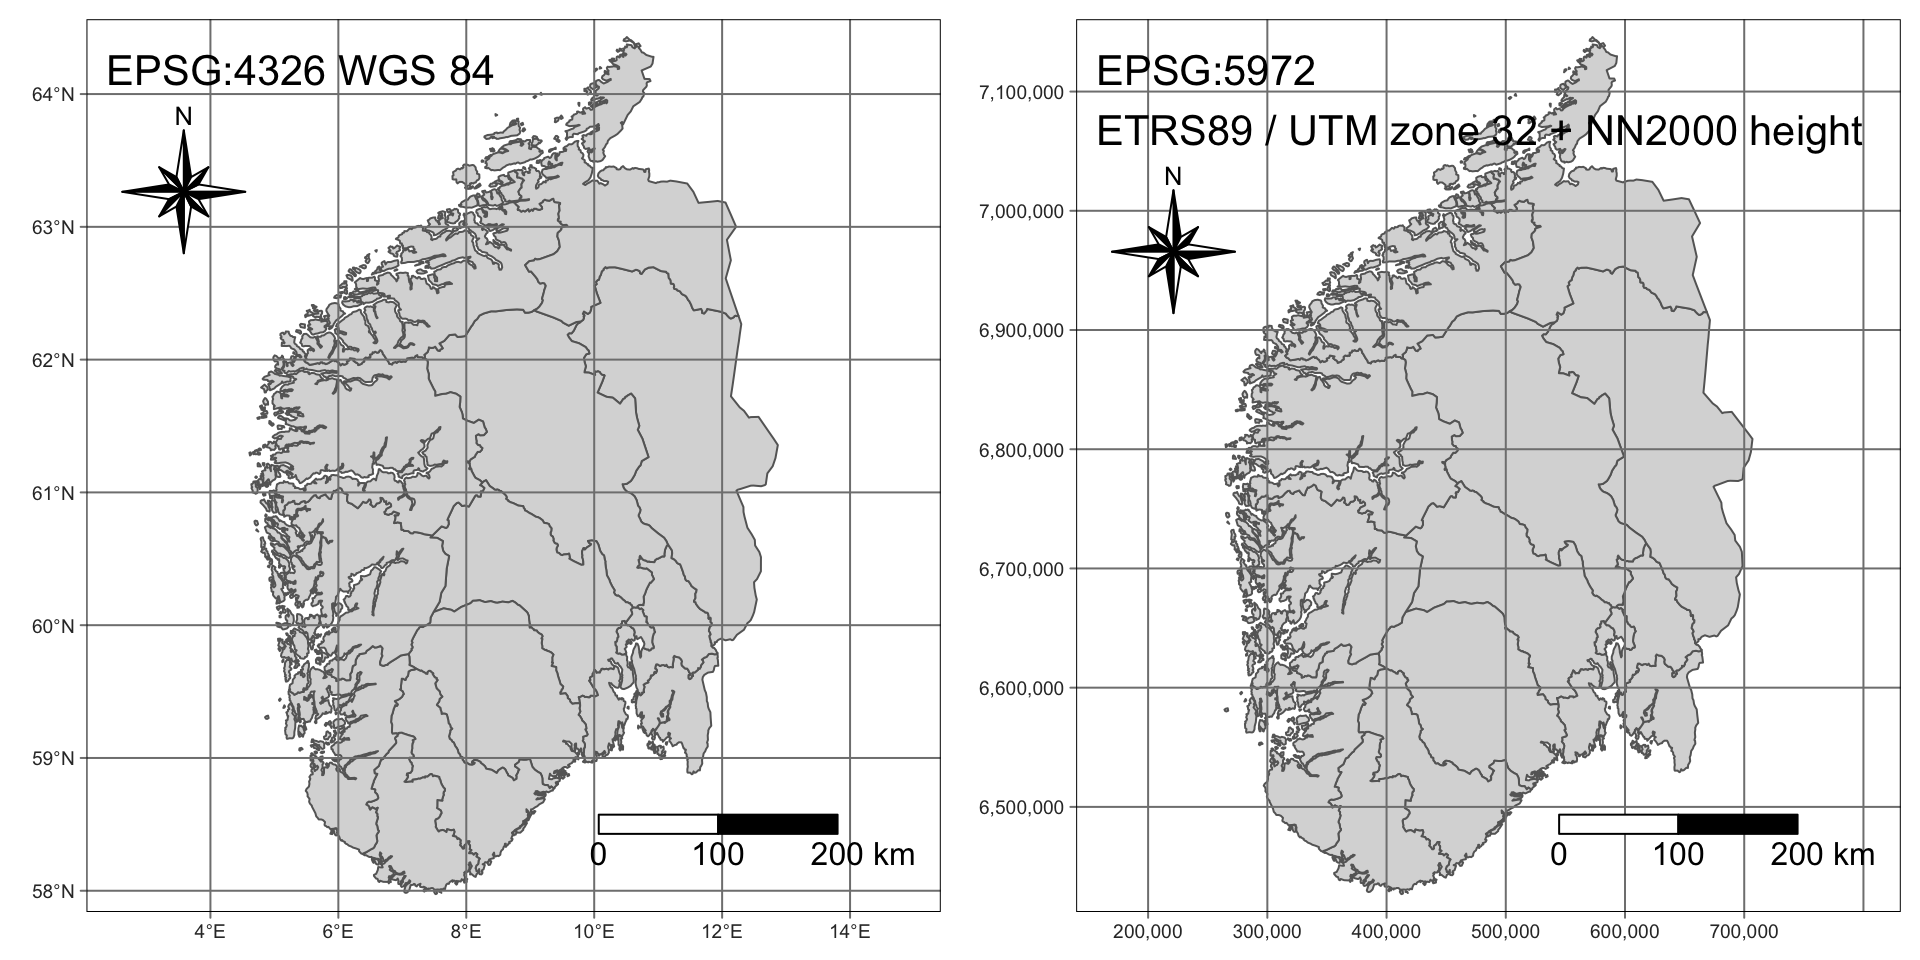 EPSG:4326 WGS 84
N
64°N
63°N
62°N
61°N
60°N
59°N
58°N
0 100 200 km
4°E 6°E 8°E 10°E 12°E 14°E
EPSG:5972
ETRS89 / UTM zone 32 + NN2000 height
N
7,100,000
7,000,000
6,900,000
6,800,000
6,700,000
6,600,000
6,500,000
0 100 200 km
200,000 300,000 400,000 500,000 600,000 700,000